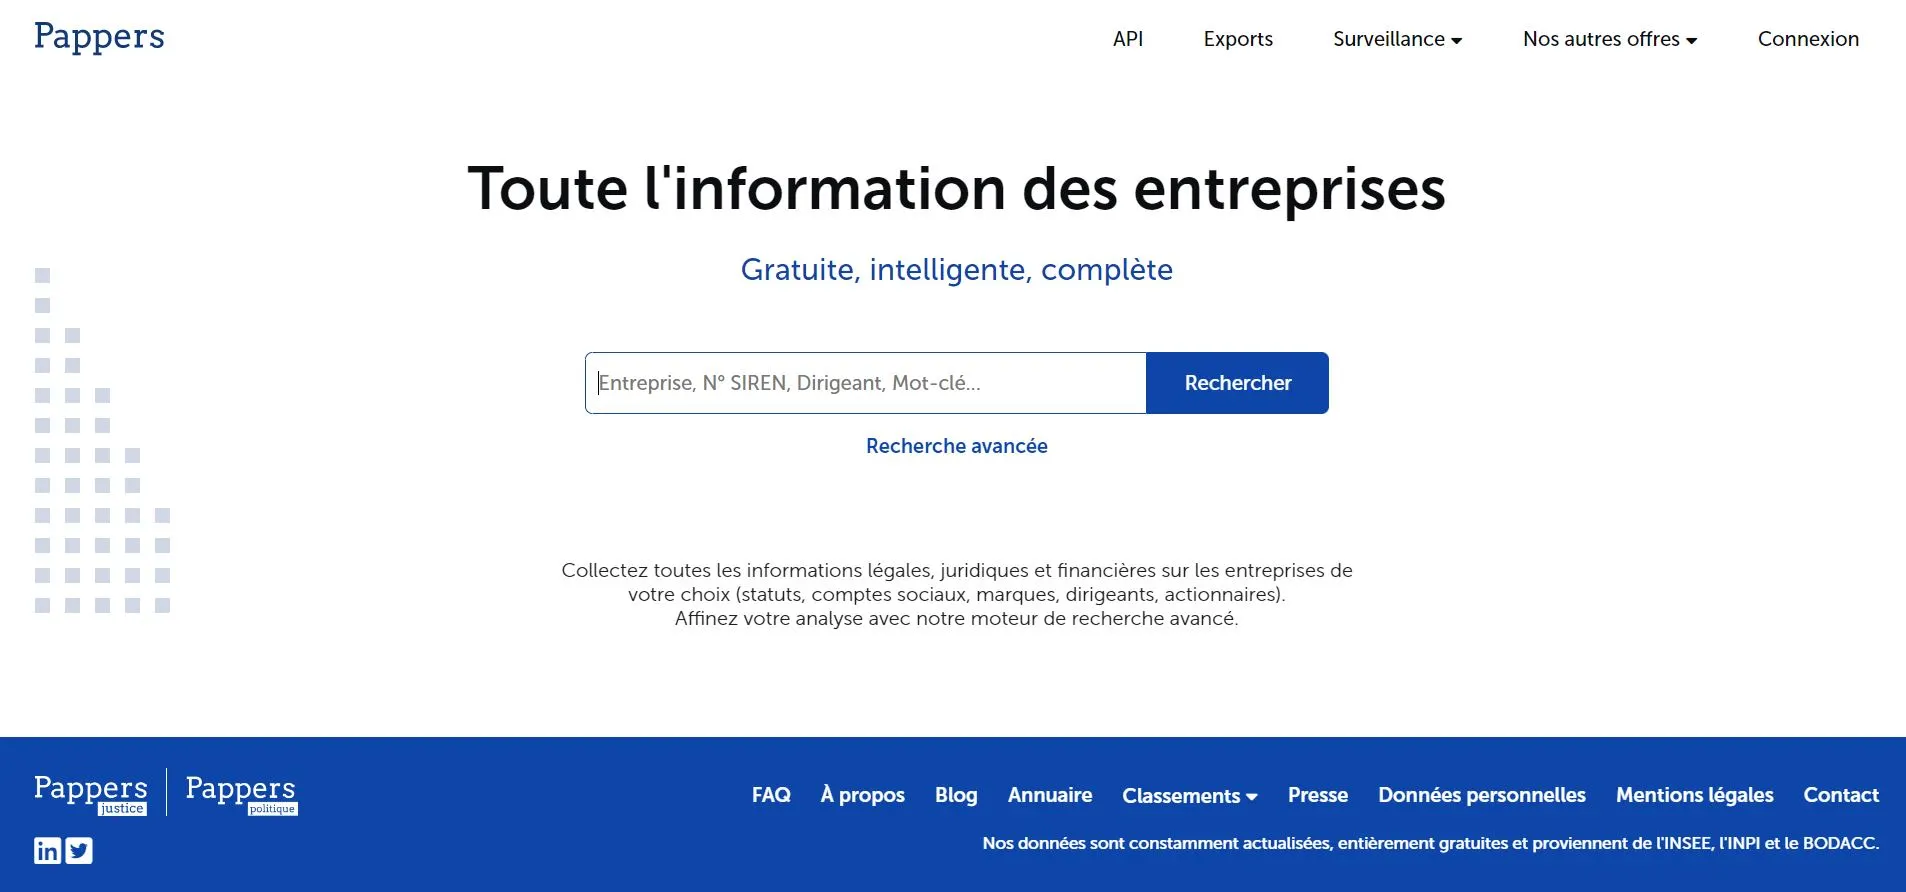 Pappers
API Exports Surveillance Nos autres offres Connexion
Toute l'information des entreprises
Gratuite, intelligente, complète
Entreprise, N° SIREN, Dirigeant, Mot-clé...
Rechercher
Recherche avancée
Collectez toutes les informations légales, juridiques et financières sur les entreprises de
votre choix (statuts, comptes sociaux, marques, dirigeants, actionnaires).
Affinez votre analyse avec notre moteur de recherche avancé.
Pappers justice
Pappers politique
FAQ À propos Blog Annuaire Classements Presse Données personnelles Mentions légales Contact
in
Nos données sont constamment actualisées, entièrement gratuites et proviennent de l'INSEE, l'INPI et le BODACC.